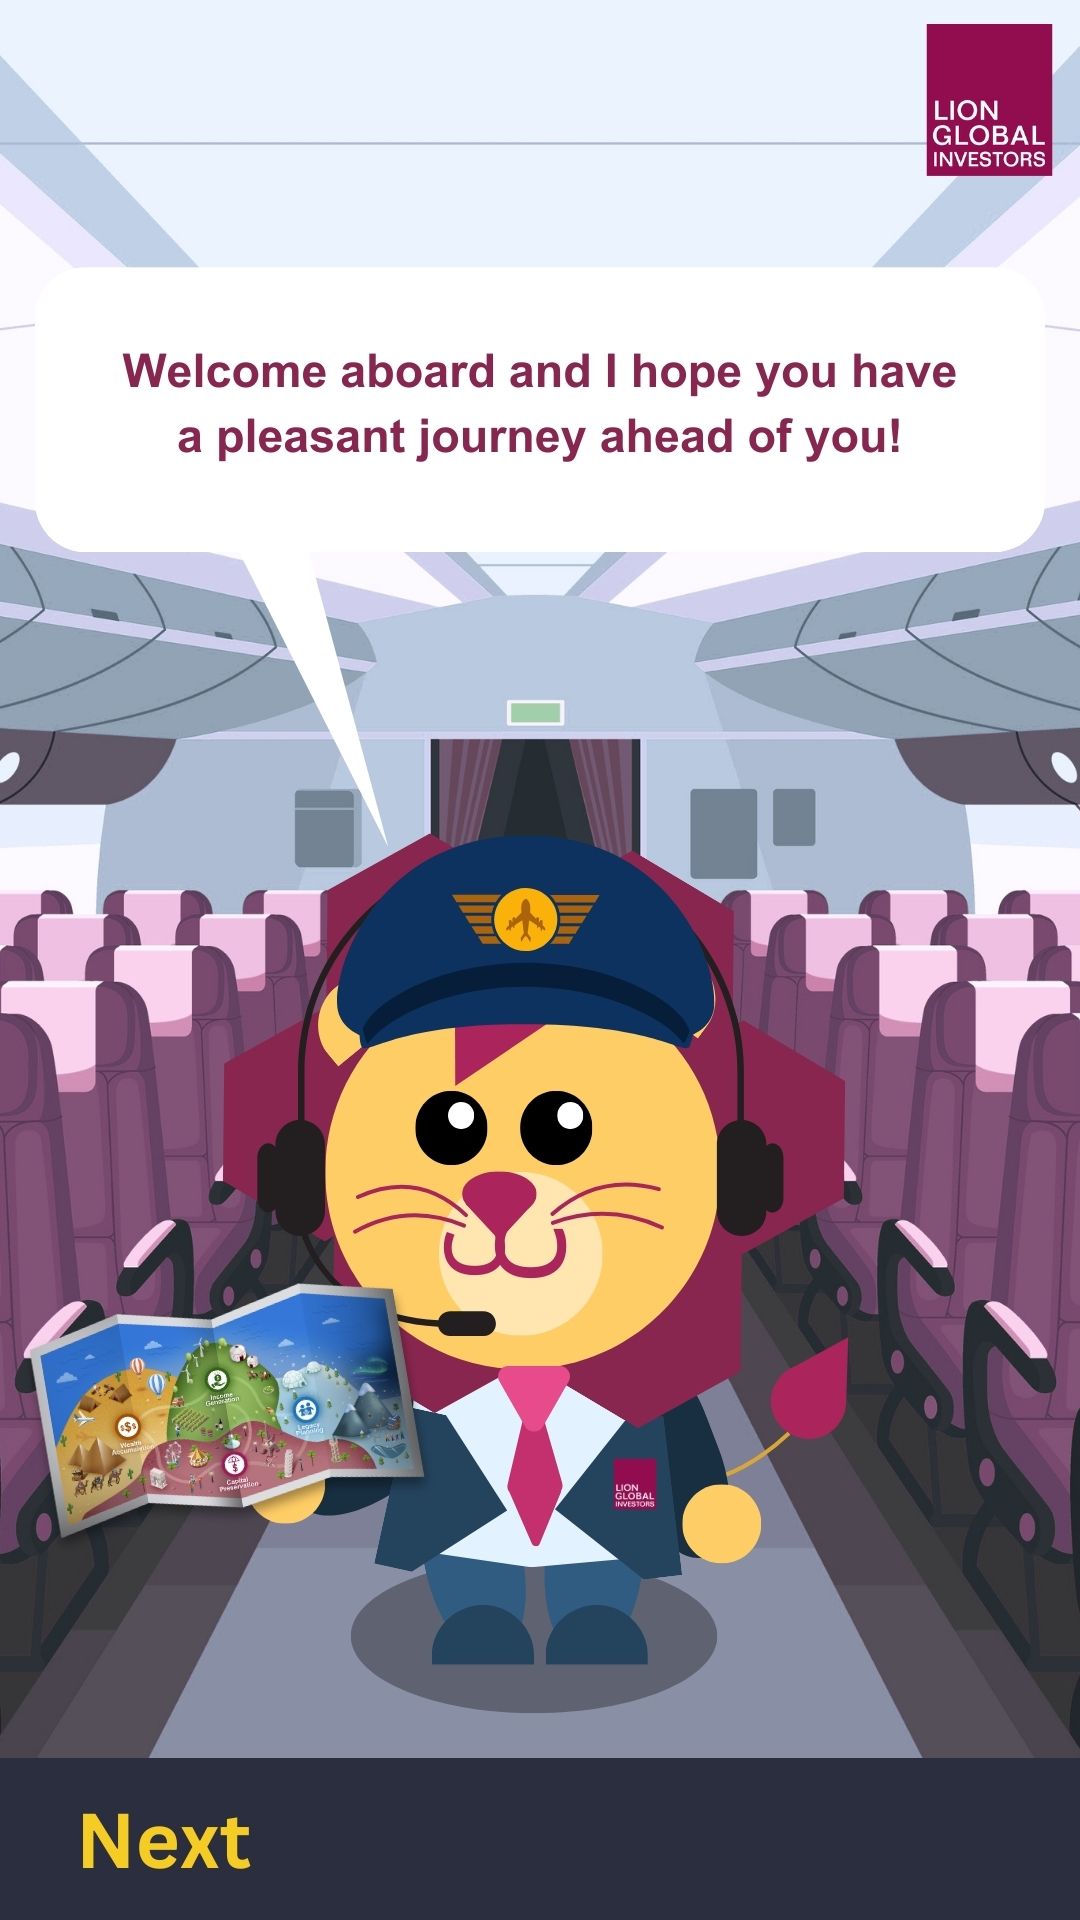 LION
GLOBAL
INVESTORS
Welcome aboard and I hope you have
a pleasant journey ahead of you!
Income
Generation
$$$
Wealth
Accumulation
Legacy
Planning
Capital
Preservation
LION
GLOBAL
INVESTORS
Next